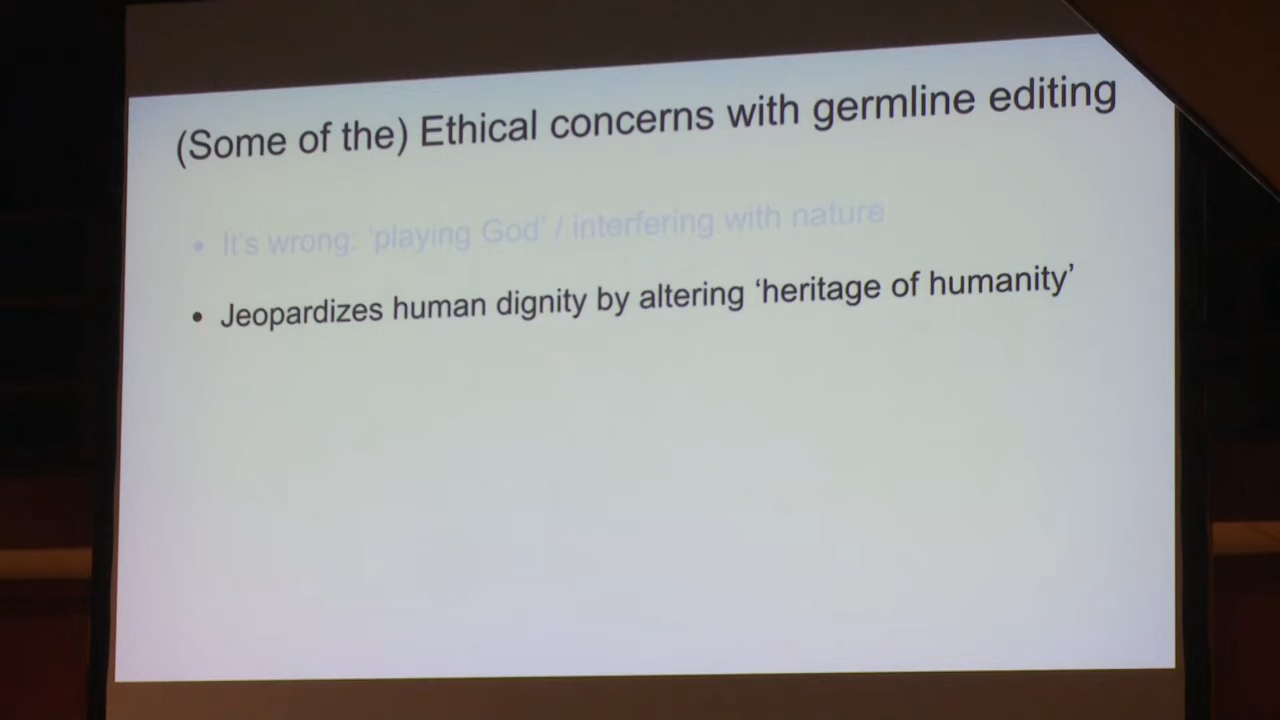 (Some of the) Ethical concerns with germline editing
• It's wrong: 'playing God' / interfering with nature
• Jeopardizes human dignity by altering ‘heritage of humanity’